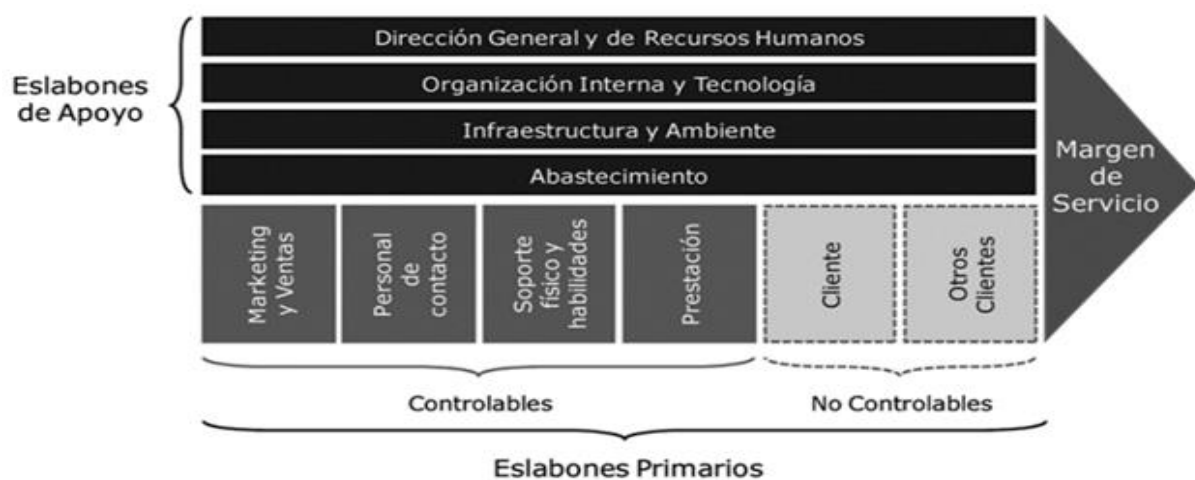 Dirección General y de Recursos Humanos
Organización Interna y Tecnología
Infraestructura y Ambiente
Abastecimiento
Eslabones
de Apoyo
Margen
de
Servicio
Marketing
y Ventas
Personal
de
contacto
Soporte
físico y
habilidades
Prestación
Cliente
Otros
Clientes
Controlables
No Controlables
Eslabones Primarios